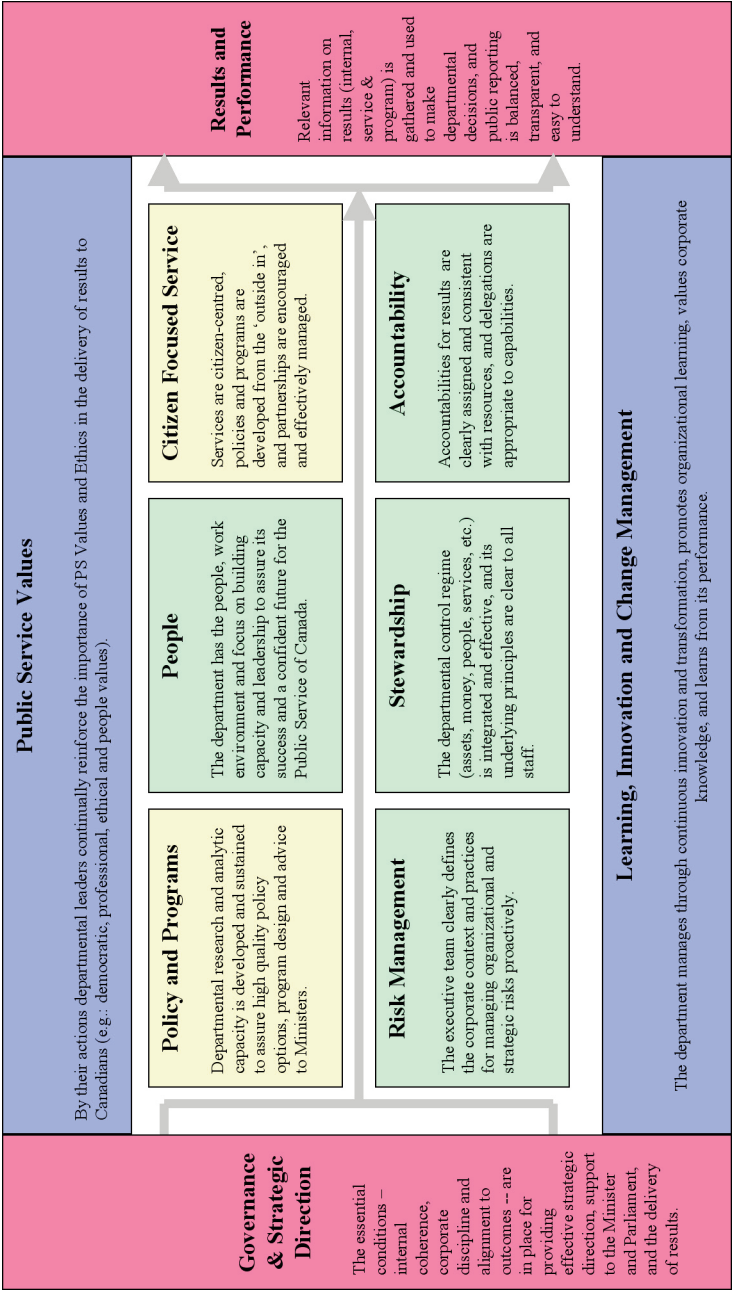 Public Service Values
By their actions departmental leaders continually reinforce the importance of PS Values and Ethics in the delivery of results to
Canadians (e.g.: democratic, professional, ethical and people values).
Governance
& Strategic
Direction
The essential
conditions –
internal
coherence,
corporate
discipline and
alignment to
outcomes -- are
in place for
providing
effective strategic
direction, support
to the Minister
and Parliament,
and the delivery
of results.
Policy and Programs
Departmental research and analytic
capacity is developed and sustained
to assure high quality policy
options, program design and advice
to Ministers.
People
The department has the people, work
environment and focus on building
capacity and leadership to assure its
success and a confident future for the
Public Service of Canada.
Citizen Focused Service
Services are citizen-centred,
policies and programs are
developed from the ‘outside in’,
and partnerships are encouraged
and effectively managed.
Risk Management
The executive team clearly defines
the corporate context and practices
for managing organizational and
strategic risks proactively.
Stewardship
The departmental control regime
(assets, money, people, services, etc.)
is integrated and effective, and its
underlying principles are clear to all
staff.
Accountability
Accountabilities for results are
clearly assigned and consistent
with resources, and delegations are
appropriate to capabilities.
Results and
Performance
Relevant
information on
results (internal,
service &
program) is
gathered and used
to make
departmental
decisions, and
public reporting
is balanced,
transparent, and
easy to
understand.
Learning, Innovation and Change Management
The department manages through continuous innovation and transformation, promotes organizational learning, values corporate
knowledge, and learns from its performance.